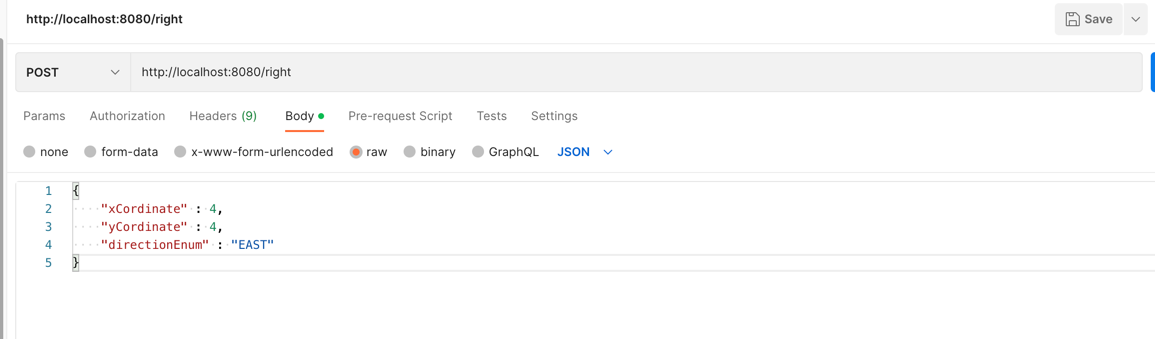 http://localhost:8080/right Save
POST http://localhost:8080/right
Params Authorization Headers (9) Body Pre-request Script Tests Settings
none form-data x-www-form-urlencoded raw binary GraphQL JSON
1 {
2 "xCordinate" : 4,
3 "yCordinate" : 4,
4 "directionEnum" : "EAST"
5 }